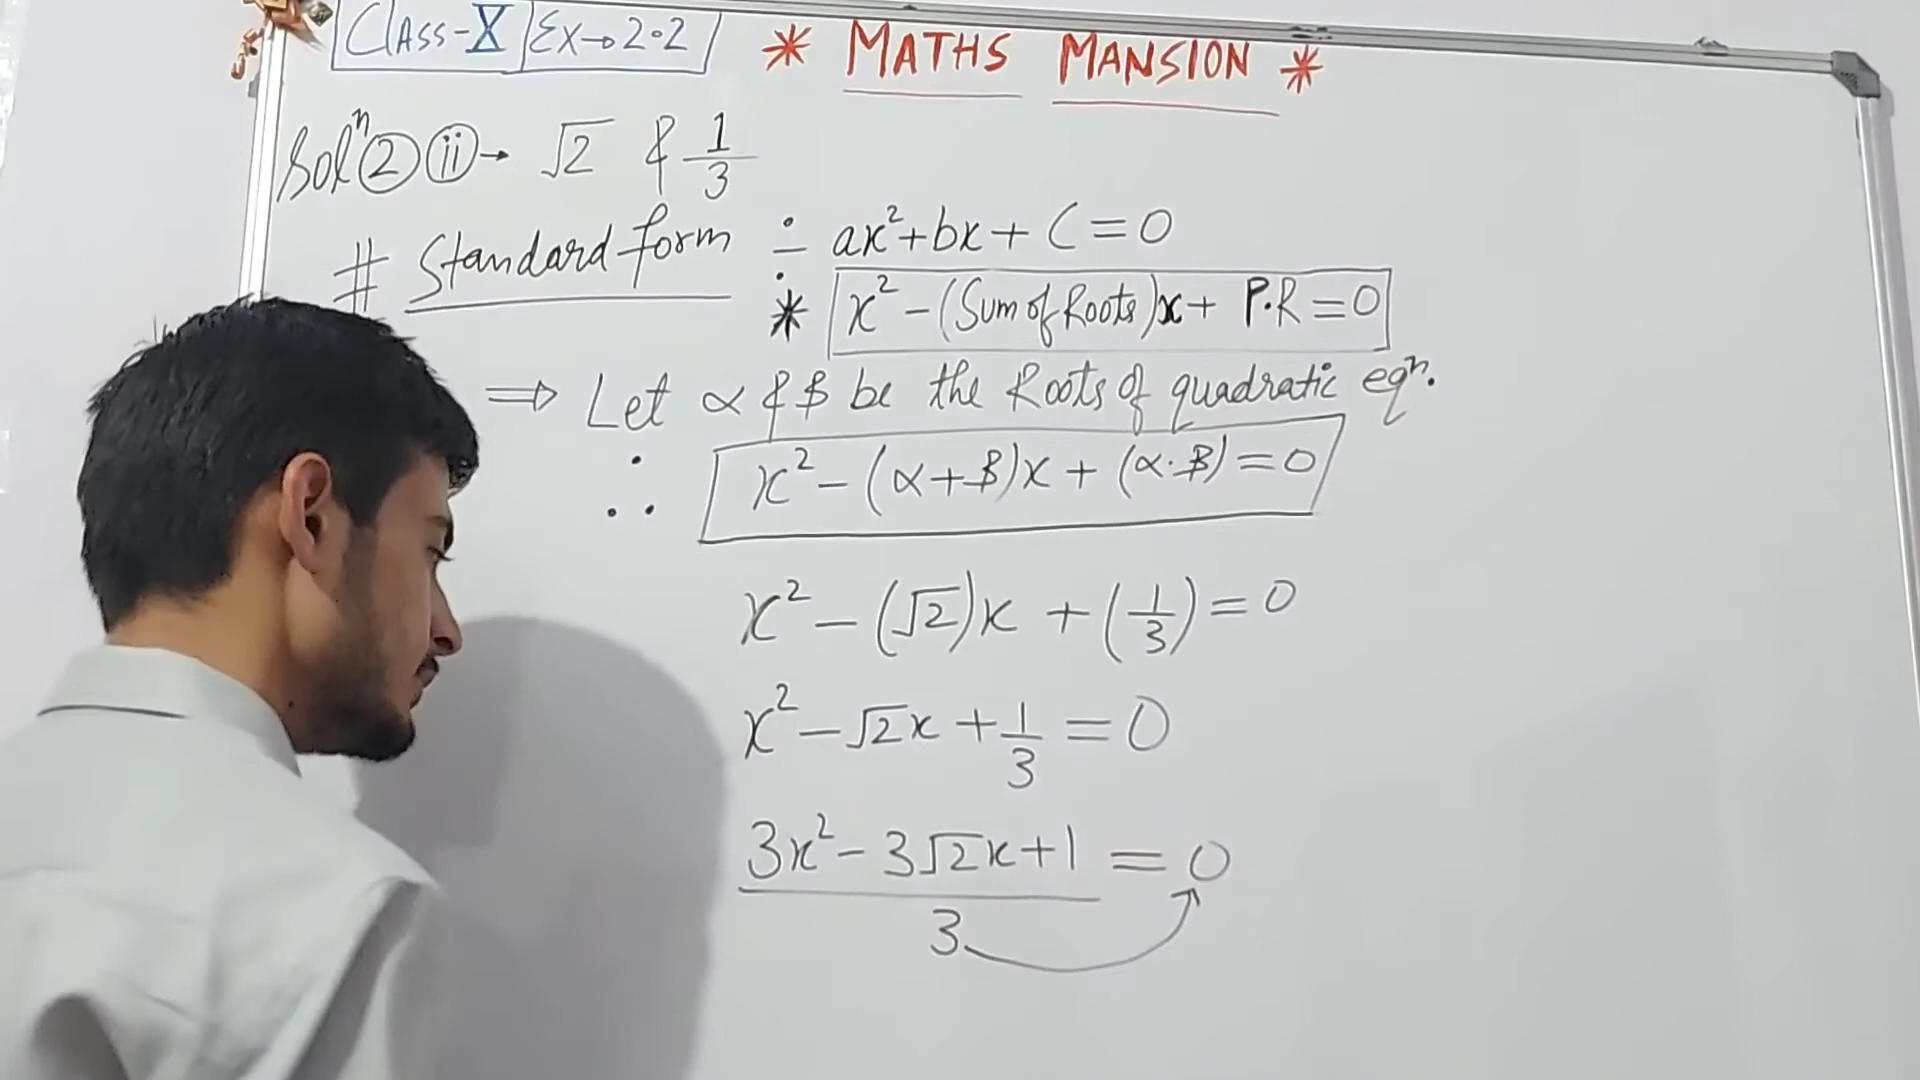 Class-X Ex→2.2 * MATHS MANSION *
Solⁿ ② ⓘⓘ→ √2 & 1/3
# Standard form ÷ ax²+bx+C=0
* x²-(Sum of Roots)x+ P.R=0
⇒ Let α & β be the Roots of quadratic eqⁿ.
∴ x²-(α+β)x+(α.β)=0
x²-(√2)x+(1/3)=0
x²-√2x+1/3=0
3x²-3√2x+1/3=0